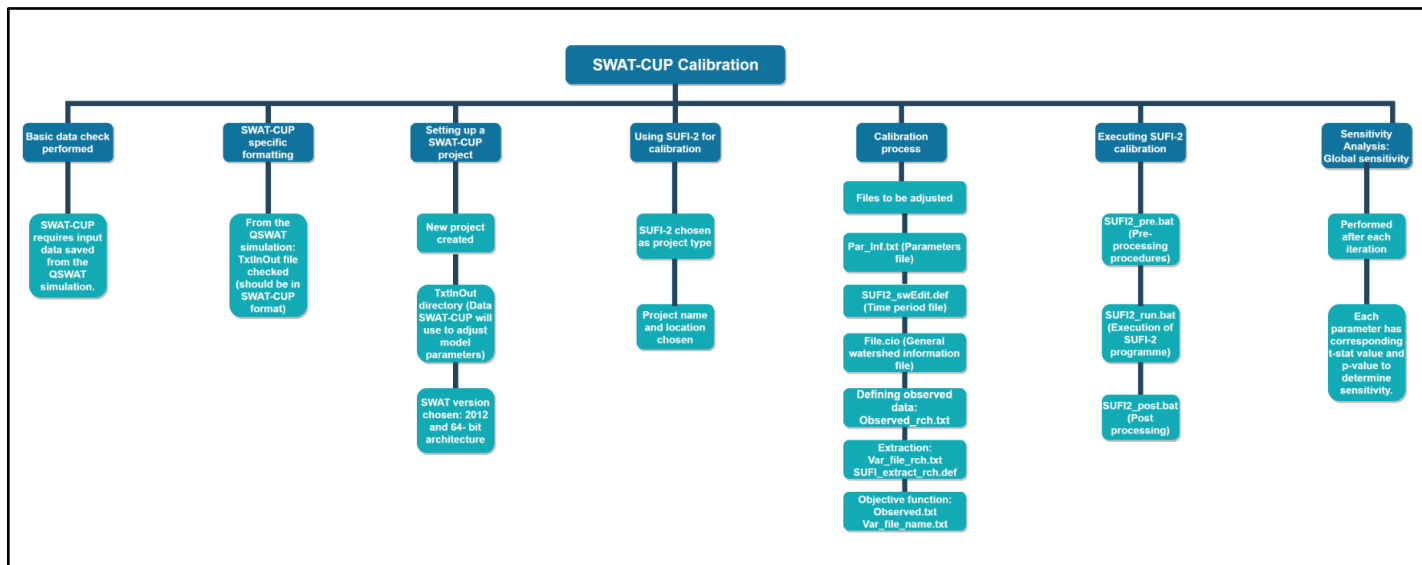 SWAT-CUP Calibration
Basic data check
performed
SWAT-CUP
requires input
data saved
from the
QSWAT
simulation.
SWAT-CUP
specific
formatting
From the
QSWAT
simulation:
TxtInOut file
checked
(should be in
SWAT-CUP
format)
Setting up a
SWAT-CUP
project
New project
created
TxtInOut
directory (Data
SWAT-CUP will
use to adjust
model
parameters)
SWAT version
chosen: 2012
and 64- bit
architecture
Using SUFI-2 for
calibration
SUFI-2 chosen
as project type
Project name
and location
chosen
Calibration
process
Files to be adjusted
Par_Inf.txt (Parameters
file)
SUFI2_swEdit.def
(Time period file)
File.cio (General
watershed information
file)
Defining observed
data:
Observed_rch.txt
Extraction:
Var_file_rch.txt
SUFI_extract_rch.def
Objective function:
Observed.txt
Var_file_name.txt
Executing SUFI-2
calibration
SUFI2_pre.bat
(Pre-
processing
procedures)
SUFI2_run.bat
(Execution of
SUFI-2
programme)
SUFI2_post.bat
(Post
processing)
Sensitivity
Analysis:
Global sensitivity
Performed
after each
iteration
Each
parameter has
corresponding
t-stat value and
p-value to
determine
sensitivity.